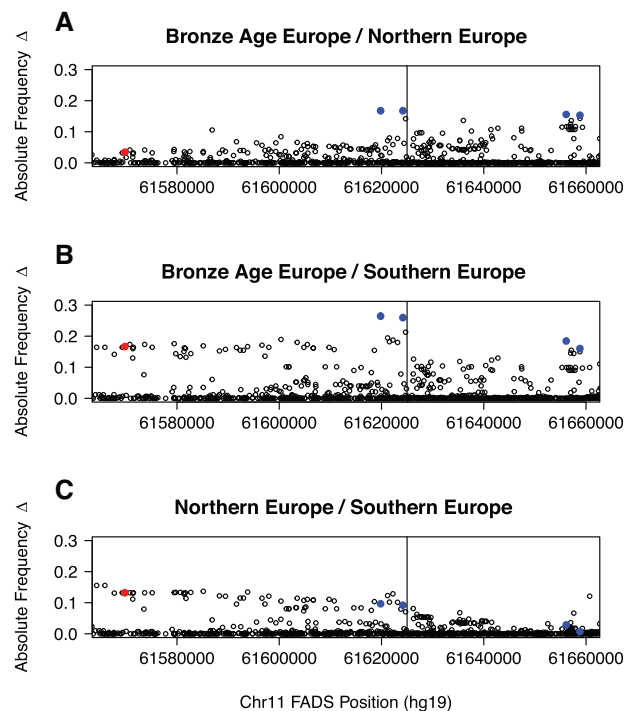 A
Bronze Age Europe / Northern Europe
Absolute Frequency Δ
0.3
0.2
0.1
0.0
61580000 61600000 61620000 61640000 61660000
B
Bronze Age Europe / Southern Europe
Absolute Frequency Δ
0.3
0.2
0.1
0.0
61580000 61600000 61620000 61640000 61660000
C
Northern Europe / Southern Europe
Absolute Frequency Δ
0.3
0.2
0.1
0.0
61580000 61600000 61620000 61640000 61660000
Chr11 FADS Position (hg19)